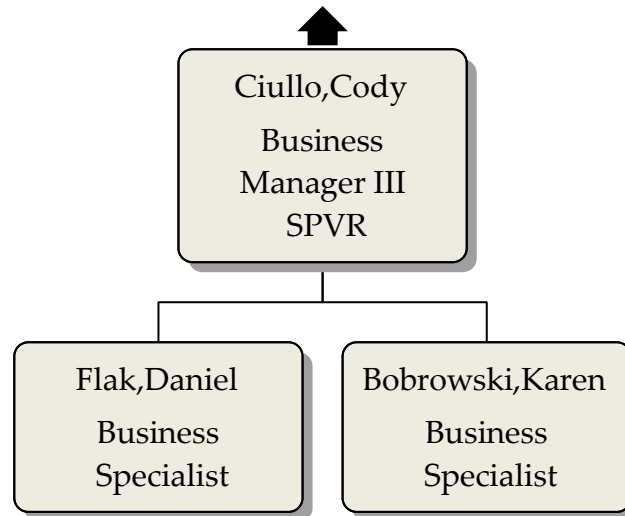 Ciullo,Cody
Business
Manager III
SPVR
Flak,Daniel
Business
Specialist
Bobrowski,Karen
Business
Specialist